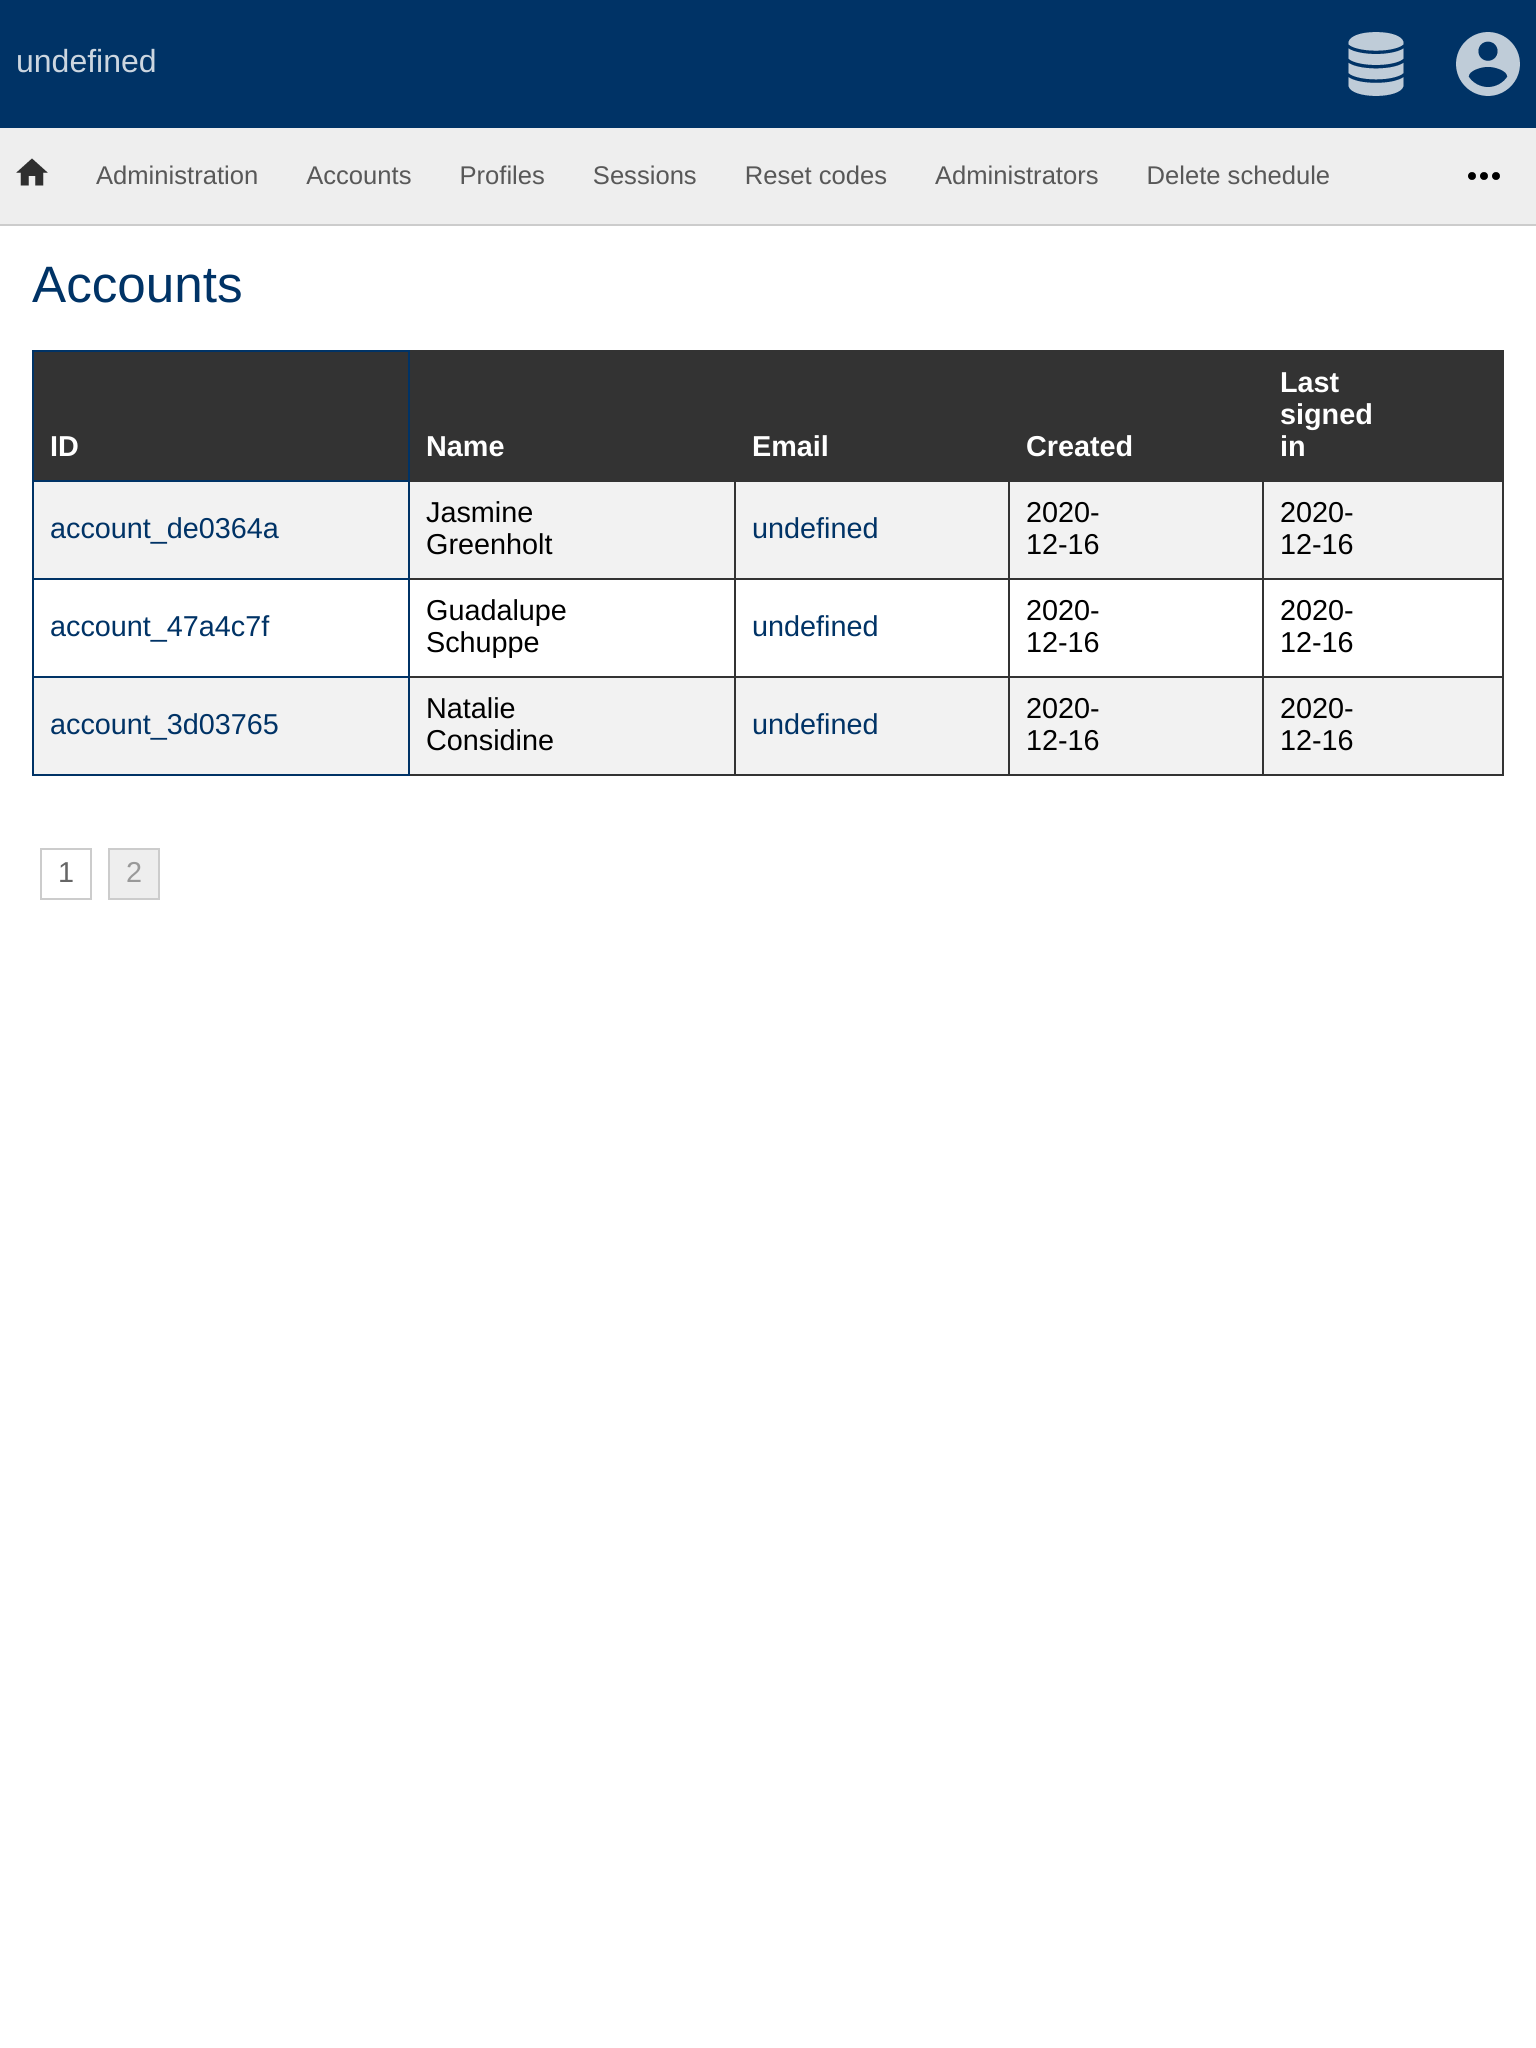 undefined
Administration Accounts Profiles Sessions Reset codes Administrators Delete schedule
Accounts
ID Name Email Created Last signed in
account_de0364a Jasmine Greenholt undefined 2020-12-16 2020-12-16
account_47a4c7f Guadalupe Schuppe undefined 2020-12-16 2020-12-16
account_3d03765 Natalie Considine undefined 2020-12-16 2020-12-16
1 2